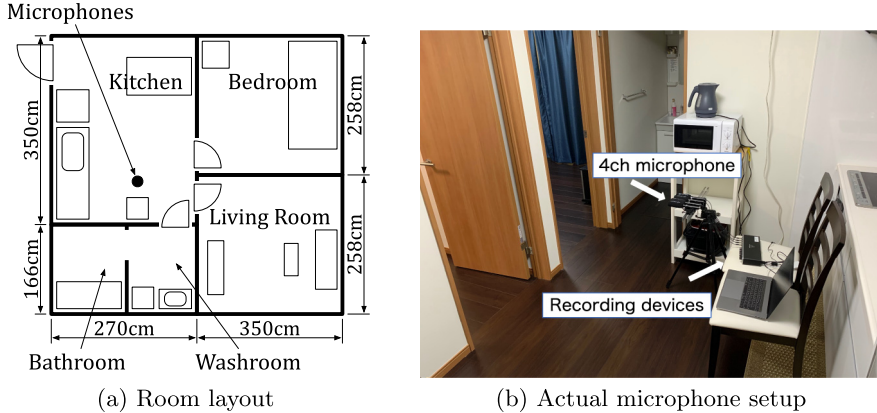 Microphones
Kitchen
Bedroom
350cm
258cm
Living Room
166cm
258cm
270cm
350cm
Bathroom
Washroom
(a) Room layout
4ch microphone
Recording devices
(b) Actual microphone setup